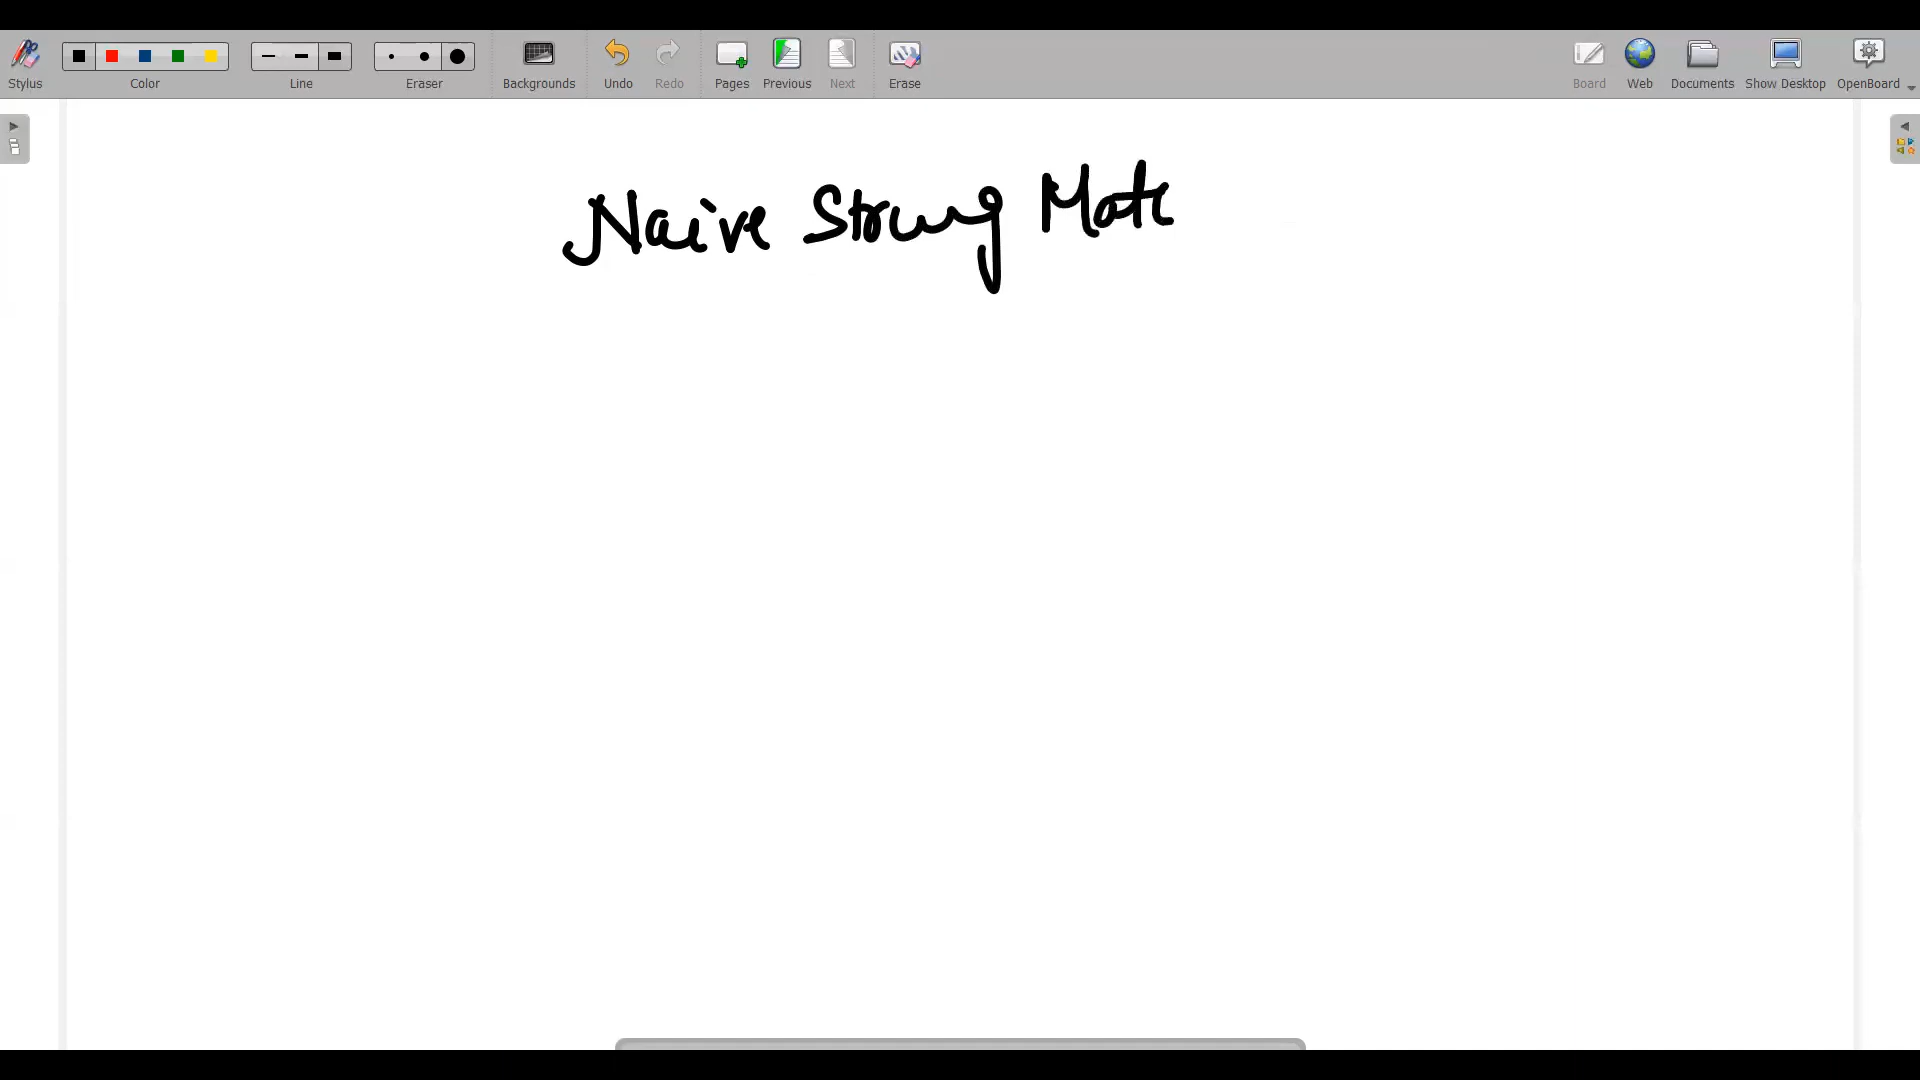 Stylus Color Line Eraser Backgrounds Undo Redo Pages Previous Next Erase Board Web Documents Show Desktop OpenBoard
Naive String Matc